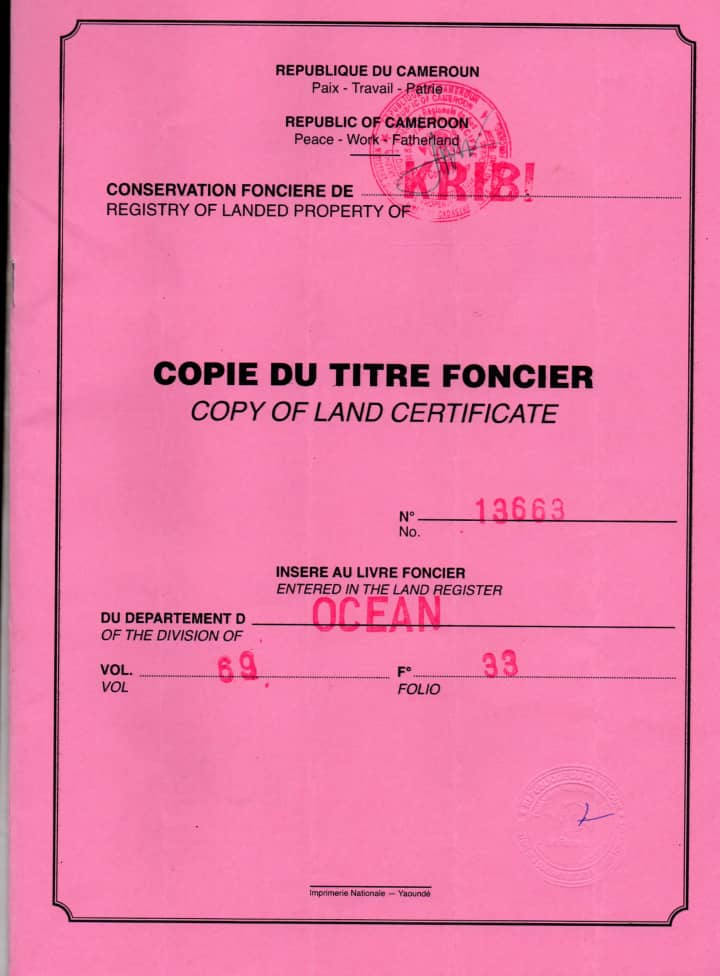 REPUBLIQUE DU CAMEROUN
Paix - Travail - Patrie
REPUBLIC OF CAMEROON
Peace - Work - Fatherland
CONSERVATION FONCIERE DE KRIBI
REGISTRY OF LANDED PROPERTY OF
COPIE DU TITRE FONCIER
COPY OF LAND CERTIFICATE
N° 13663
No.
INSERE AU LIVRE FONCIER
ENTERED IN THE LAND REGISTER
DU DEPARTEMENT D OCEAN
OF THE DIVISION OF
VOL. 69 F° 33
VOL FOLIO
Imprimerie Nationale — Yaoundé